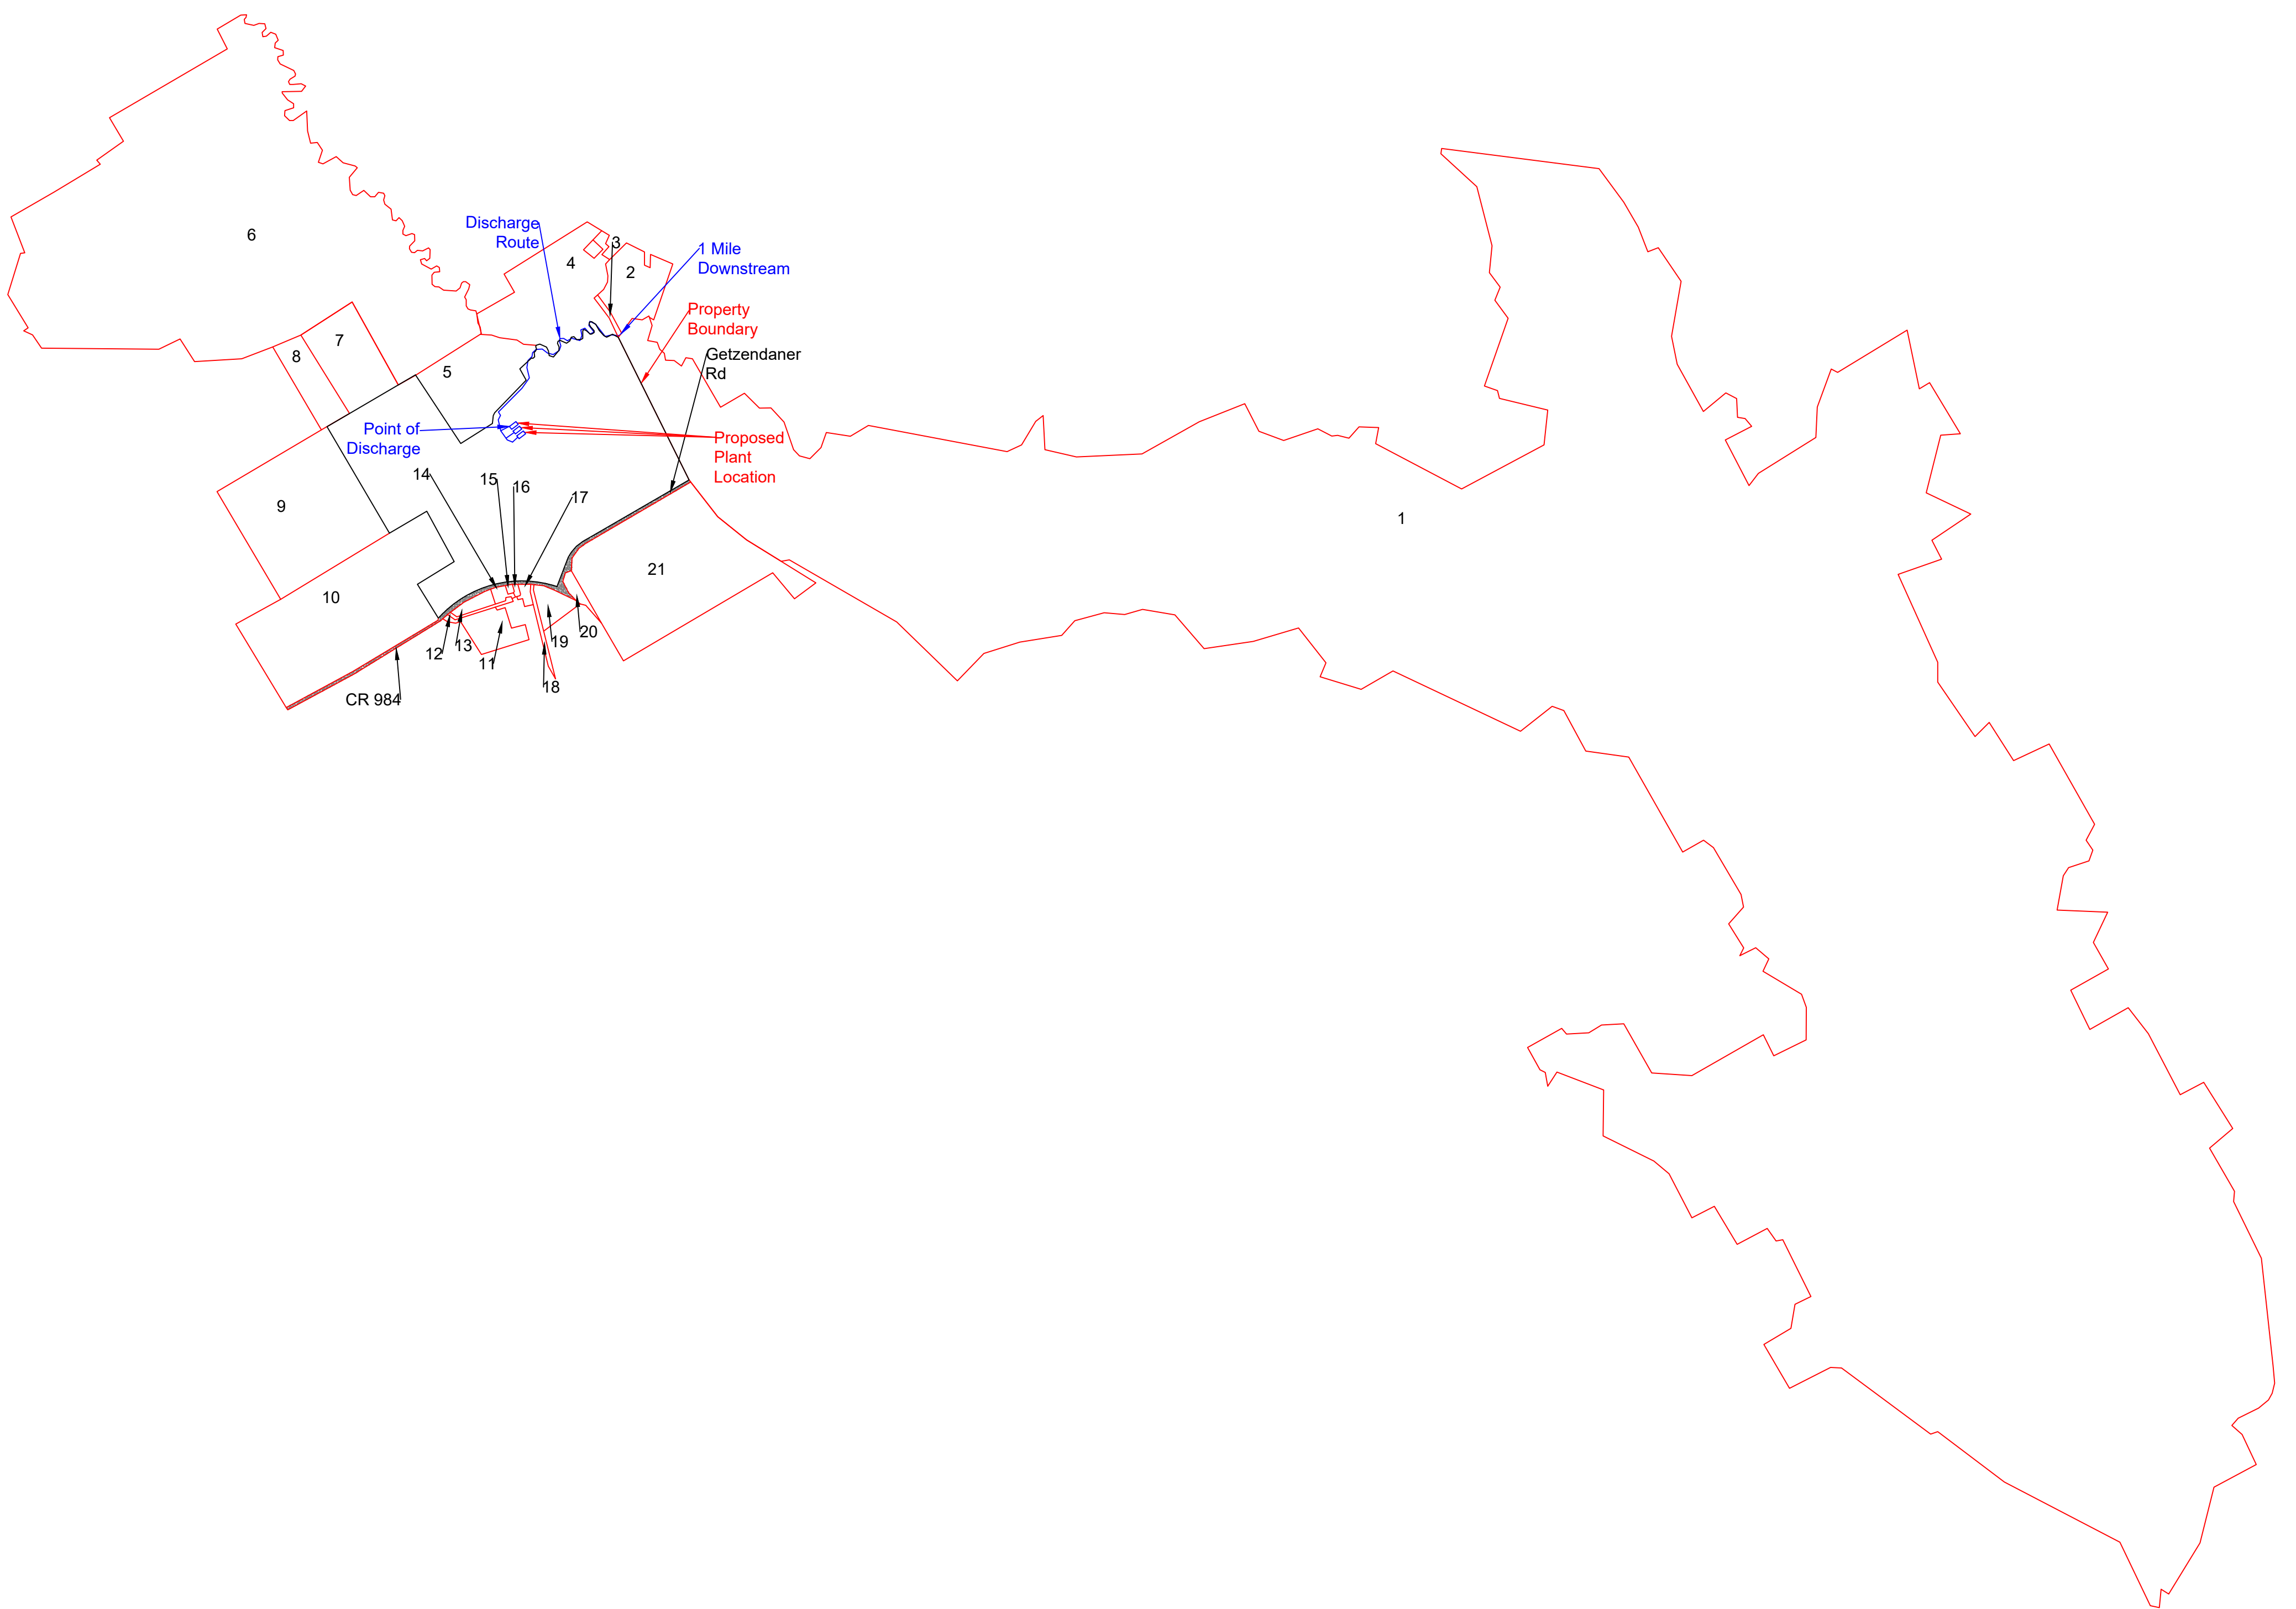 6
Discharge
Route
3
4
2
1 Mile
Downstream
Property
Boundary
7
8
Getzendaner
Rd
5
Point of
Discharge
Proposed
Plant
Location
14
15
16
17
9
1
21
10
20
19
13
12
11
18
CR 984